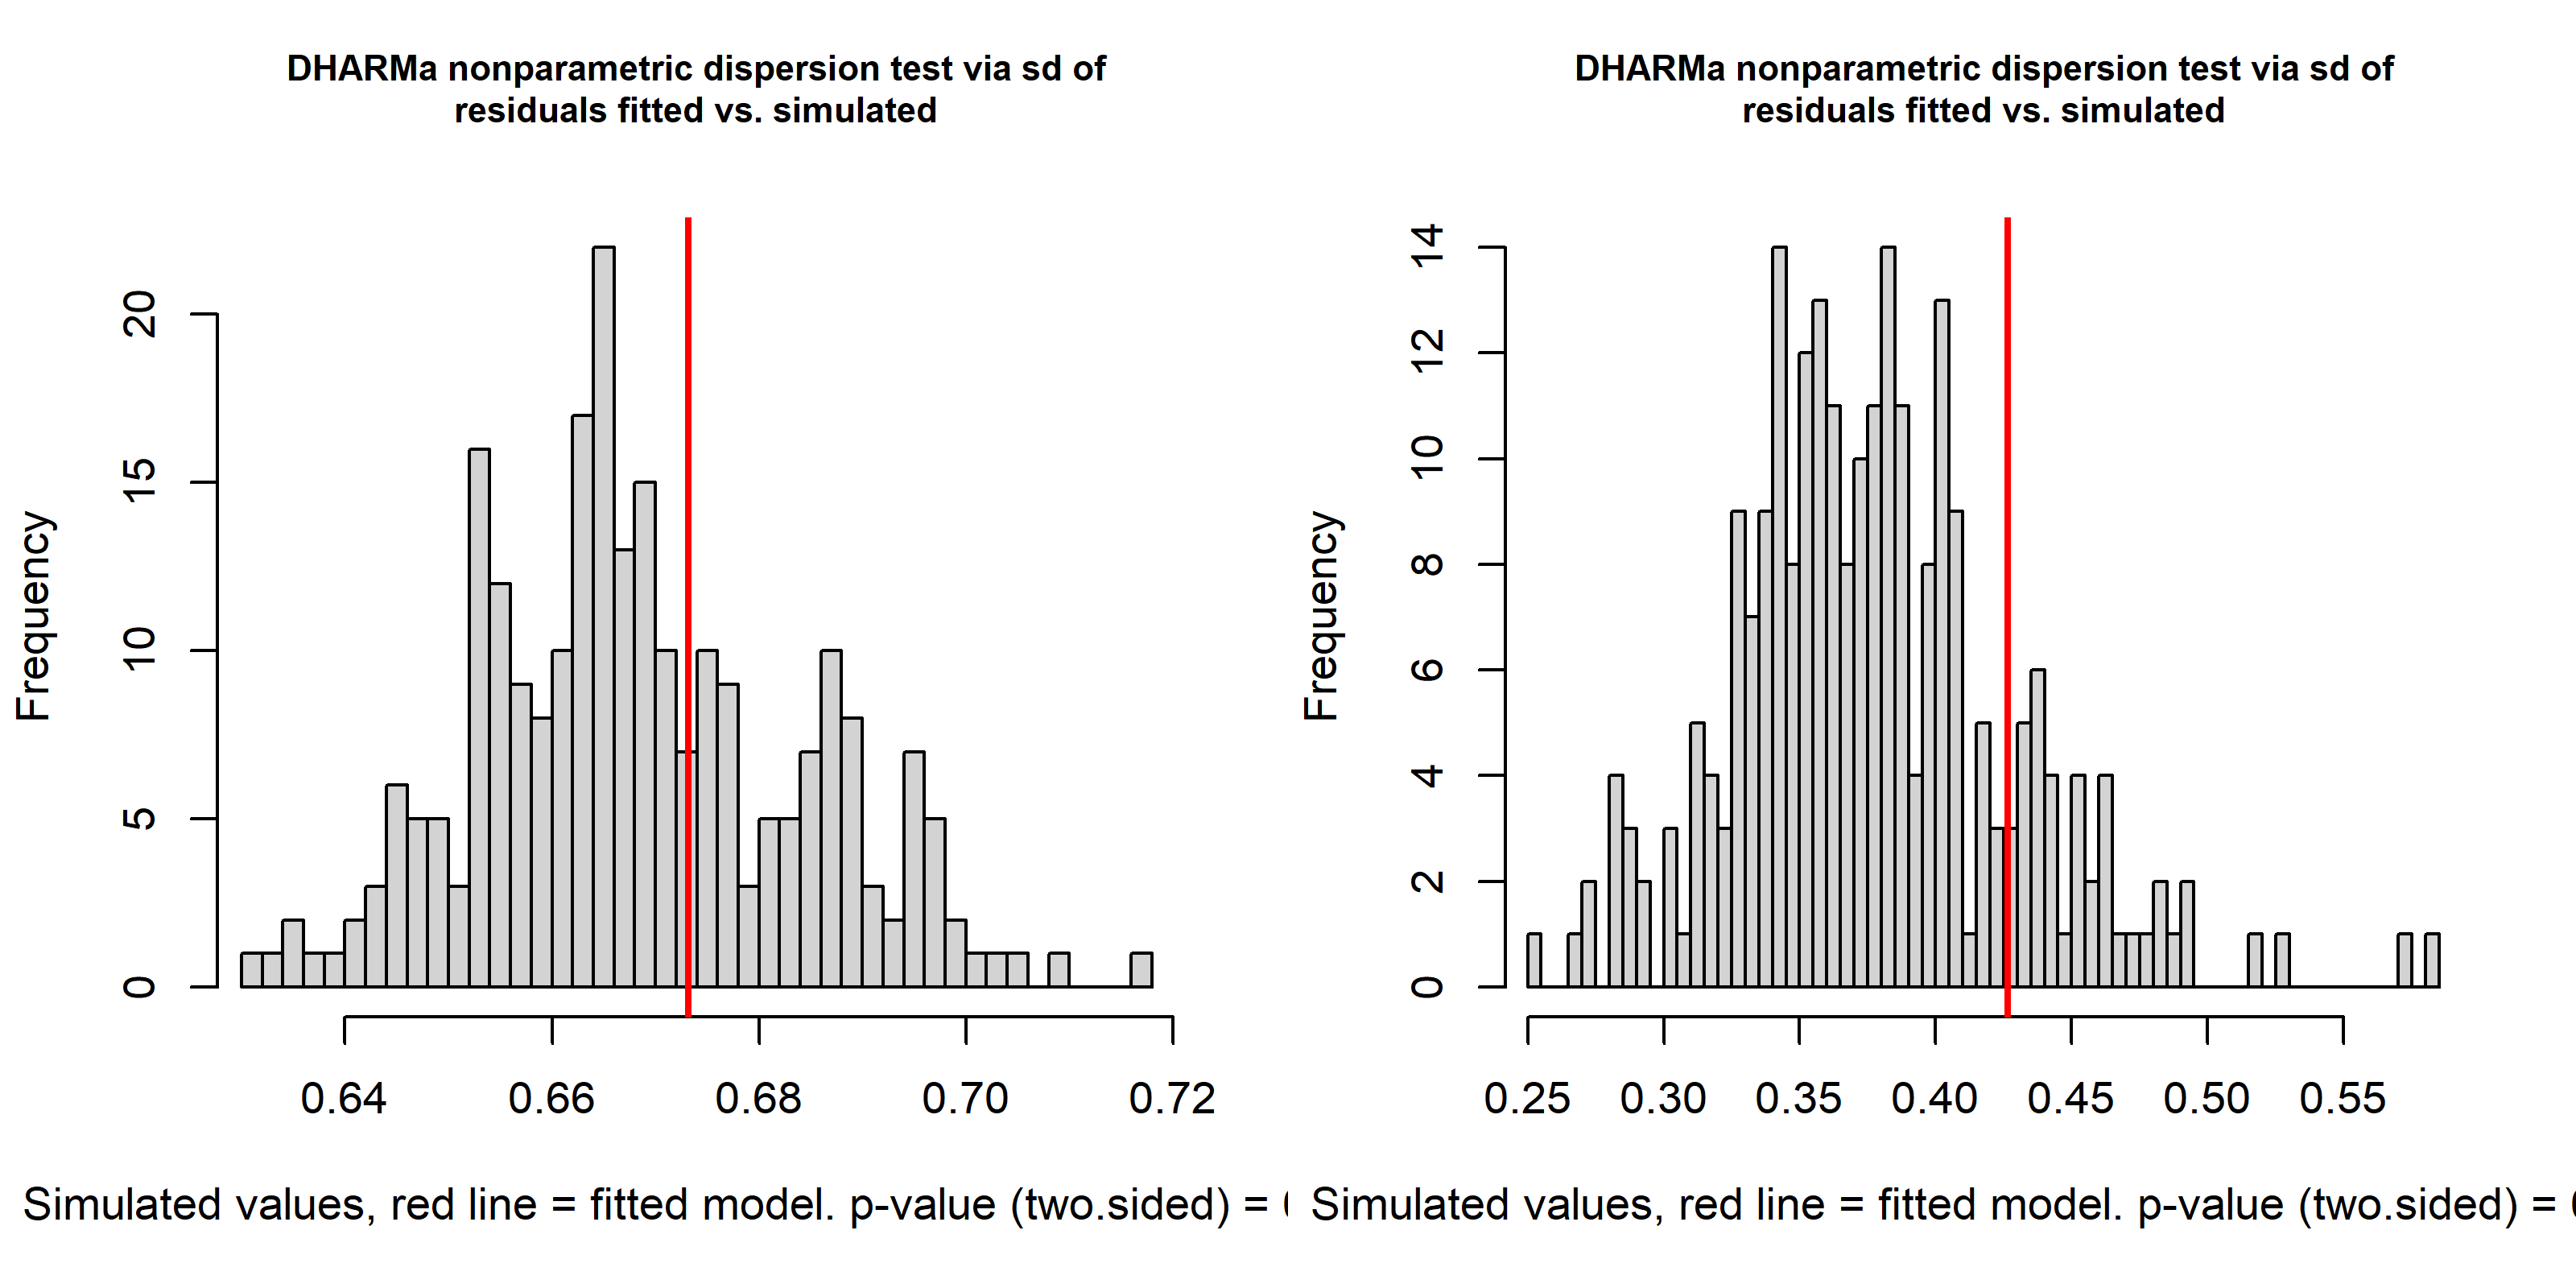 DHARMa nonparametric dispersion test via sd of
residuals fitted vs. simulated
Frequency
20
15
10
5
0
0.64 0.66 0.68 0.70 0.72
Simulated values, red line = fitted model. p-value (two.sided) =
DHARMa nonparametric dispersion test via sd of
residuals fitted vs. simulated
Frequency
14
12
10
8
6
4
2
0
0.25 0.30 0.35 0.40 0.45 0.50 0.55
Simulated values, red line = fitted model. p-value (two.sided) =